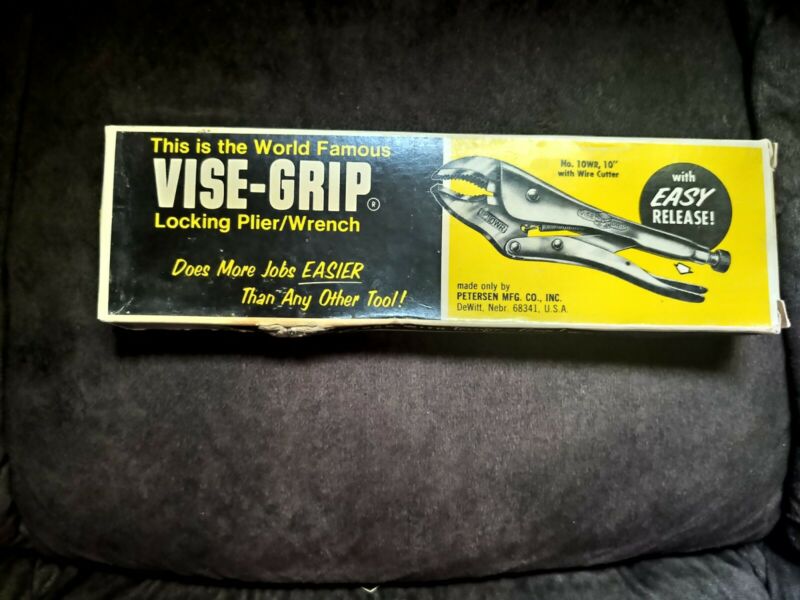 This is the World Famous
VISE-GRIP®
Locking Plier/Wrench
Does More Jobs EASIER
Than Any Other Tool!
No. 10WR, 10"
with Wire Cutter
with
EASY
RELEASE!
made only by
PETERSEN MFG. CO., INC.
DeWitt, Nebr. 68341, U.S.A.